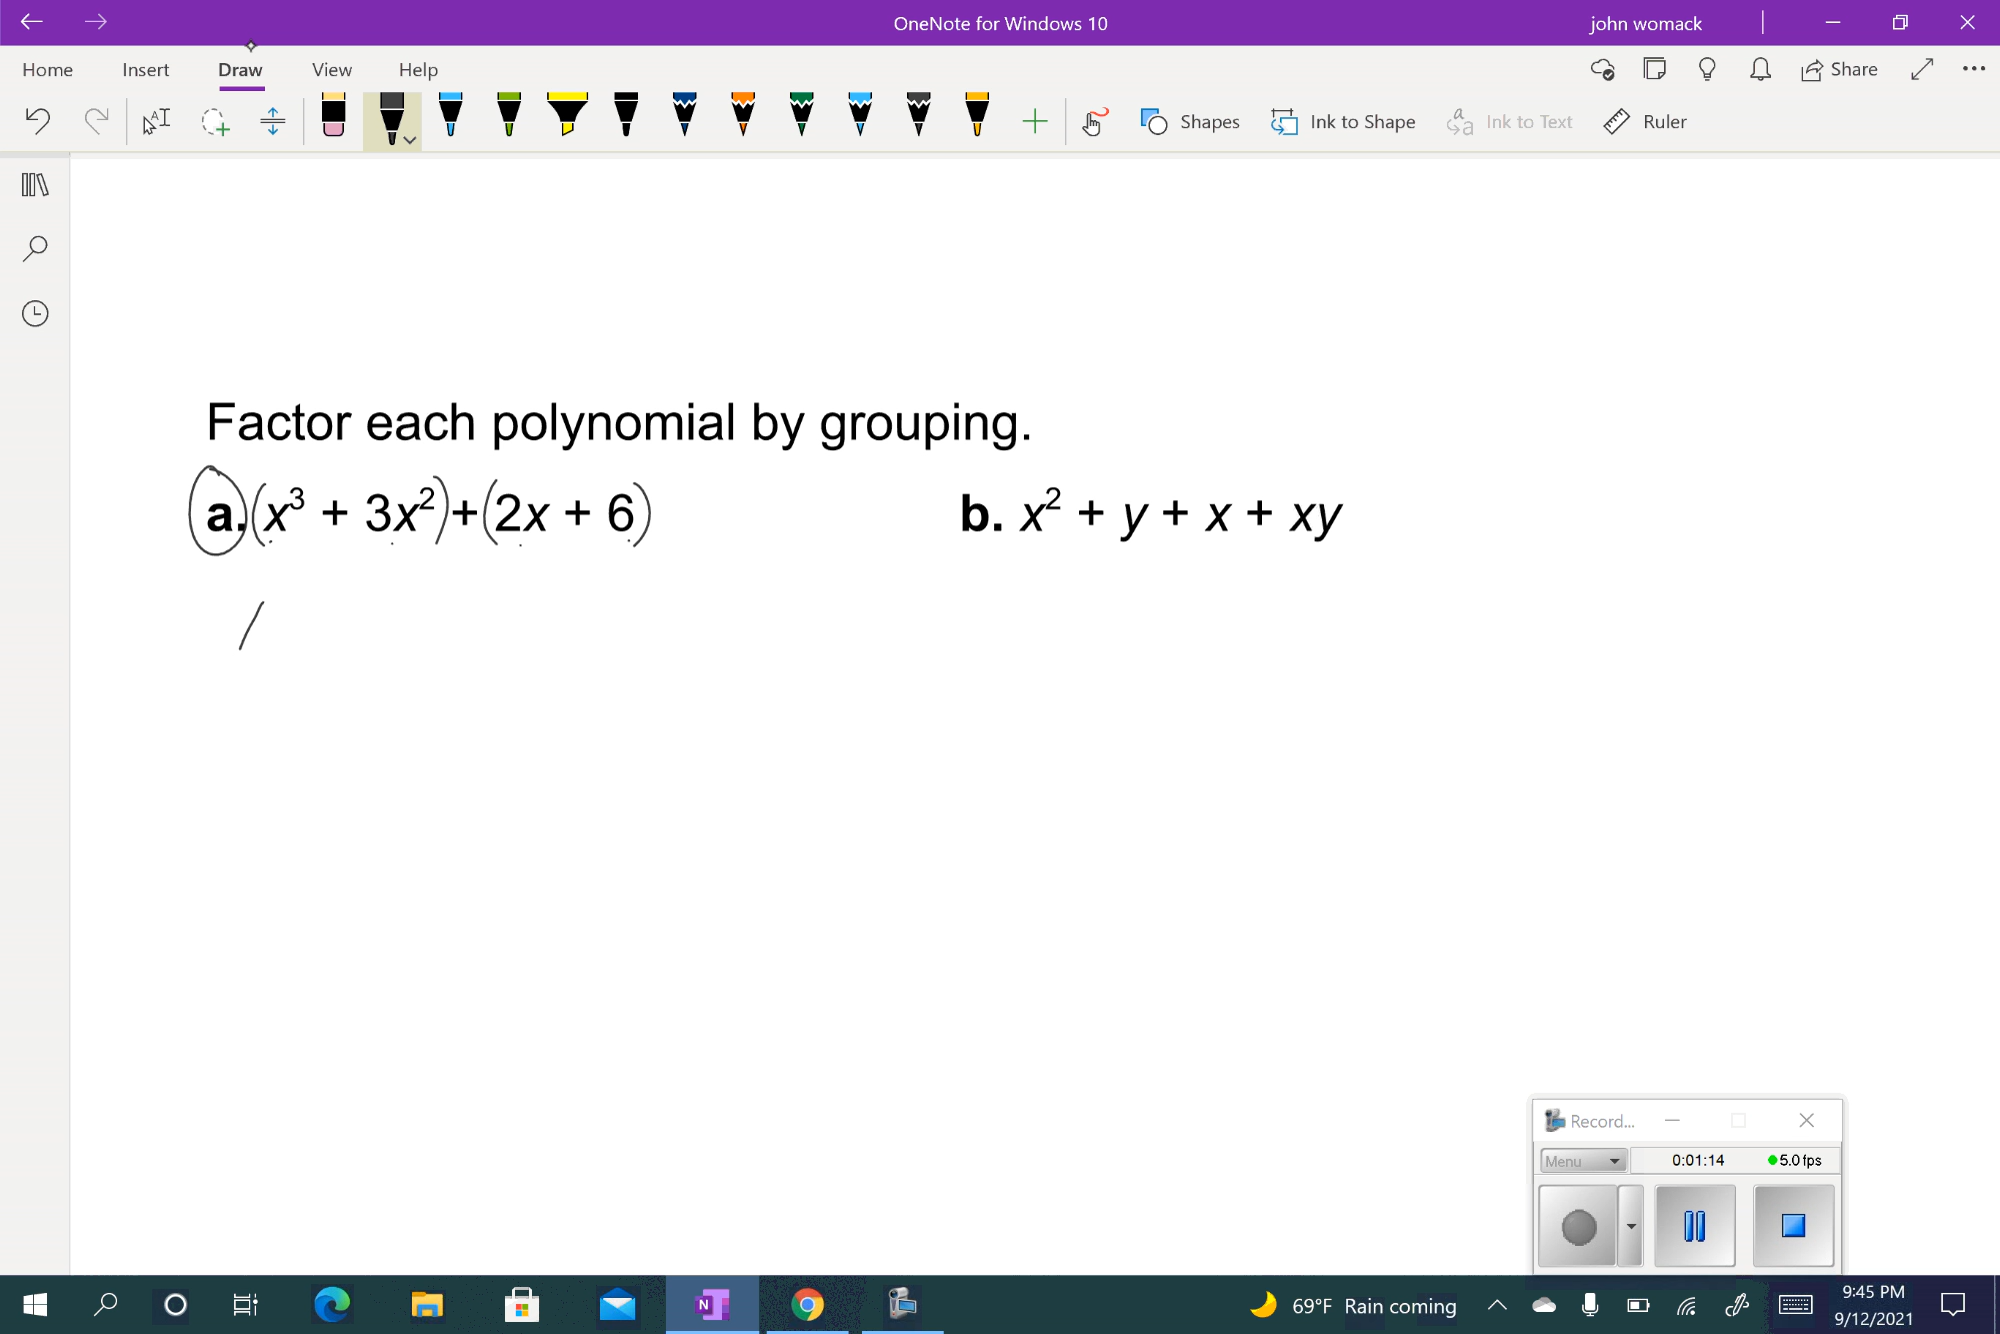 OneNote for Windows 10
john womack
Home Insert Draw View Help
Share
Shapes Ink to Shape Ink to Text Ruler
Factor each polynomial by grouping.
a. (x³ + 3x²) + (2x + 6)
b. x² + y + x + xy
Record...
Menu 0:01:14 5.0 fps
69°F Rain coming
9:45 PM
9/12/2021